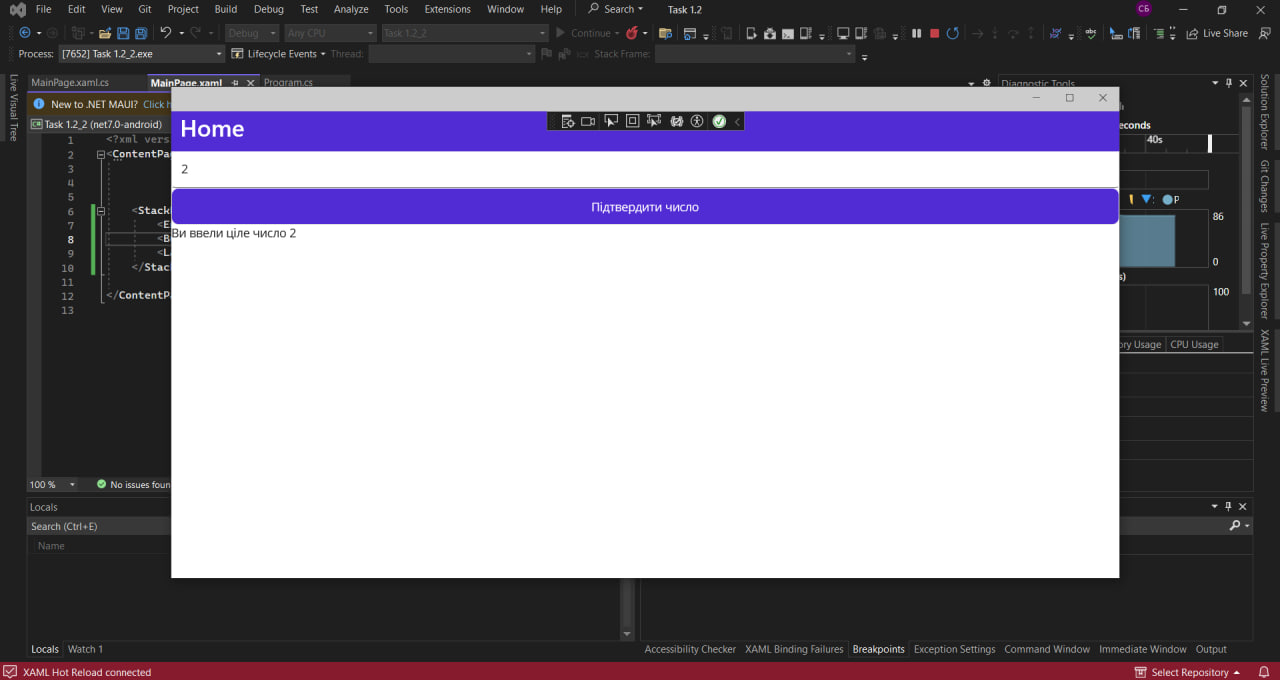 File Edit View Git Project Build Debug Test Analyze Tools Extensions Window Help Search Task 1.2 СБ
Debug Any CPU Task 1.2_2 Continue Live Share
Process: [7652] Task 1.2_2.exe Lifecycle Events Thread: Stack Frame:
Live Visual Tree
MainPage.xaml.cs MainPage.xaml Program.cs
Diagnostic Tools
New to .NET MAUI? Click
Task 1.2_2 (net7.0-android)
1 <?xml vers
2 <ContentPa
3
4
5
6 <Stack
7 <E
8 <B
9 <La
10 </Stac
11
12 </ContentPa
13
Home
2
Підтвердити число
Ви ввели ціле число 2
econds
40s
P
86
0
s)
100
ory Usage CPU Usage
Solution Explorer
Git Changes
Live Property Explorer
XAML Live Preview
100 % No issues foun
Locals
Search (Ctrl+E)
Name
Locals Watch 1
Accessibility Checker XAML Binding Failures Breakpoints Exception Settings Command Window Immediate Window Output
XAML Hot Reload connected Select Repository